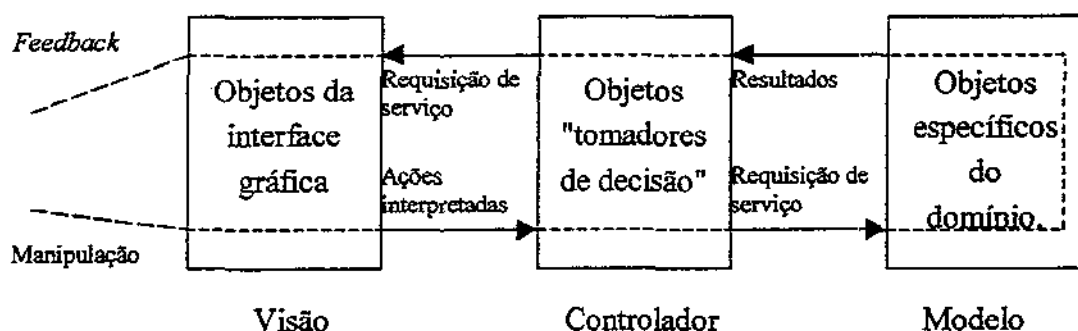 Feedback
Manipulação
Objetos da
interface
gráfica
Requisição de
serviço
Ações
interpretadas
Objetos
"tomadores
de decisão"
Resultados
Requisição de
serviço
Objetos
específicos
do
domínio.
Visão
Controlador
Modelo